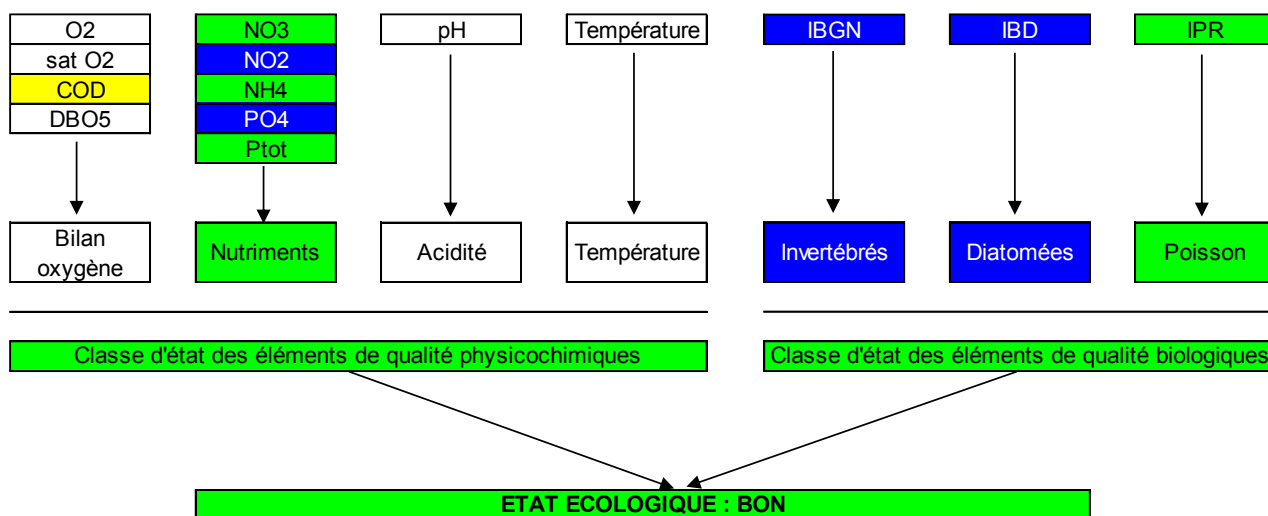 O2
sat O2
COD
DBO5
NO3
NO2
NH4
PO4
Ptot
pH
Température
IBGN
IBD
IPR
Bilan
oxygène
Nutriments
Acidité
Température
Invertébrés
Diatomées
Poisson
Classe d'état des éléments de qualité physicochimiques
Classe d'état des éléments de qualité biologiques
ETAT ECOLOGIQUE : BON